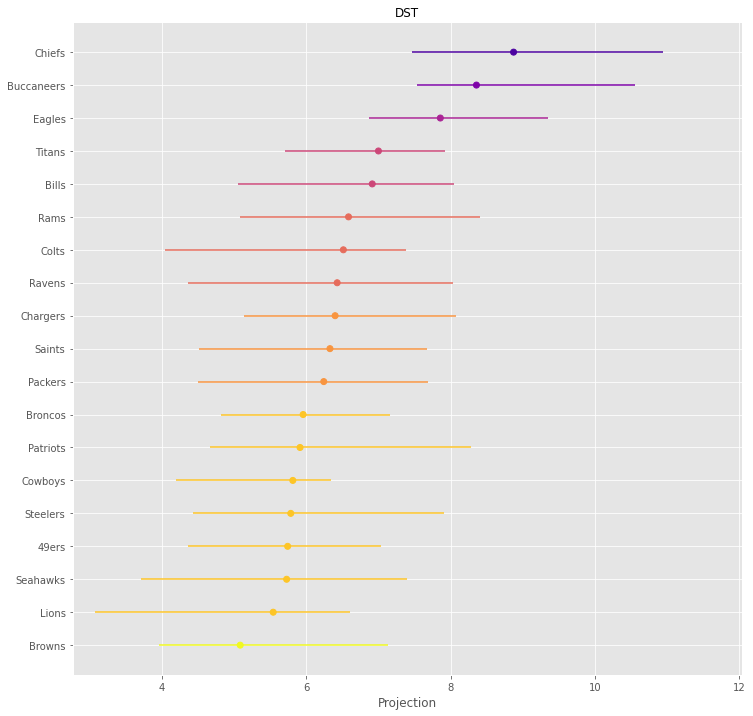 DST
Chiefs
Buccaneers
Eagles
Titans
Bills
Rams
Colts
Ravens
Chargers
Saints
Packers
Broncos
Patriots
Cowboys
Steelers
49ers
Seahawks
Lions
Browns
4 6 8 10 12
Projection